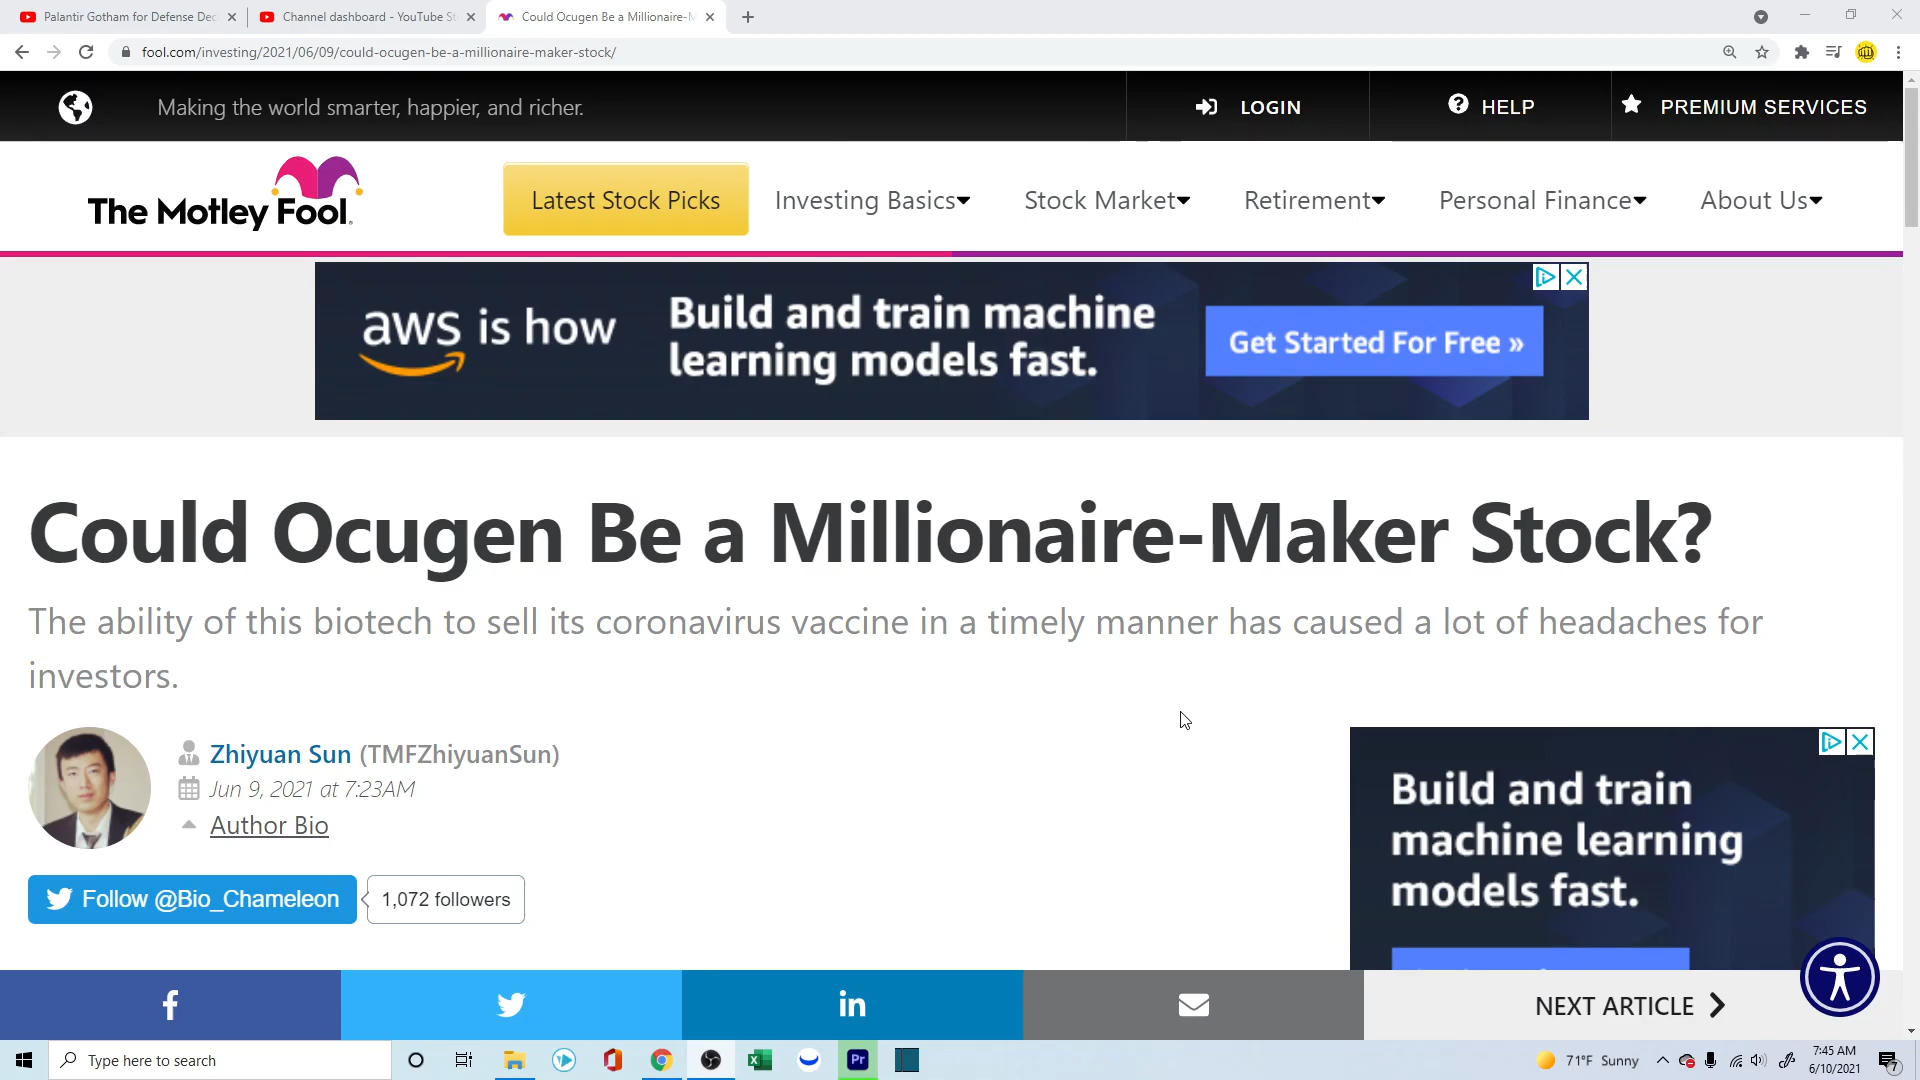 Palantir Gotham for Defense Dec
Channel dashboard - YouTube St
Could Ocugen Be a Millionaire-M
fool.com/investing/2021/06/09/could-ocugen-be-a-millionaire-maker-stock/
Making the world smarter, happier, and richer.
LOGIN
HELP
PREMIUM SERVICES
The Motley Fool.
Latest Stock Picks
Investing Basics
Stock Market
Retirement
Personal Finance
About Us
aws is how
Build and train machine
learning models fast.
Get Started For Free »
Could Ocugen Be a Millionaire-Maker Stock?
The ability of this biotech to sell its coronavirus vaccine in a timely manner has caused a lot of headaches for
investors.
Zhiyuan Sun (TMFZhiyuanSun)
Jun 9, 2021 at 7:23AM
Author Bio
Follow @Bio_Chameleon
1,072 followers
Build and train
machine learning
models fast.
NEXT ARTICLE
Type here to search
Pr
71°F Sunny
7:45 AM
6/10/2021
7